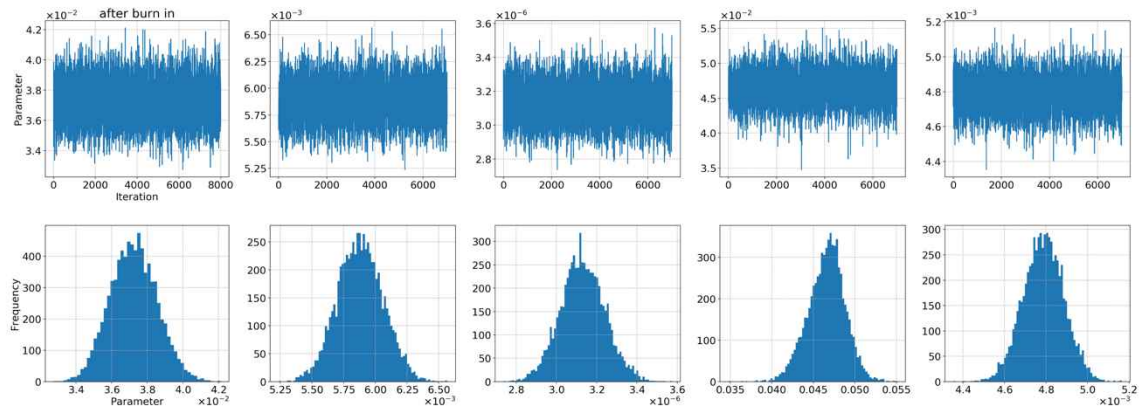 ×10⁻² after burn in ×10⁻³ ×10⁻⁶ ×10⁻² ×10⁻³
4.2 6.50 3.6 5.5 5.2
4.0 6.25 3.4 5.0 5.0
3.8 6.00 3.2 4.5 4.8
3.6 5.75 3.0 4.0 4.6
3.4 5.50 2.8 3.5 4.4
5.25
Parameter
0 2000 4000 6000 8000 0 2000 4000 6000 0 2000 4000 6000 0 2000 4000 6000 0 2000 4000 6000
Iteration
400 250 300 300 300
300 200 250 200 250
200 150 200 100 200
100 100 150 0 150
0 50 100 100
0 50 50
0 0
Frequency
3.4 3.6 3.8 4.0 4.2 5.25 5.50 5.75 6.00 6.25 6.50 2.8 3.0 3.2 3.4 3.6 0.035 0.040 0.045 0.050 0.055 4.4 4.6 4.8 5.0 5.2
Parameter ×10⁻² ×10⁻³ ×10⁻⁶ ×10⁻³